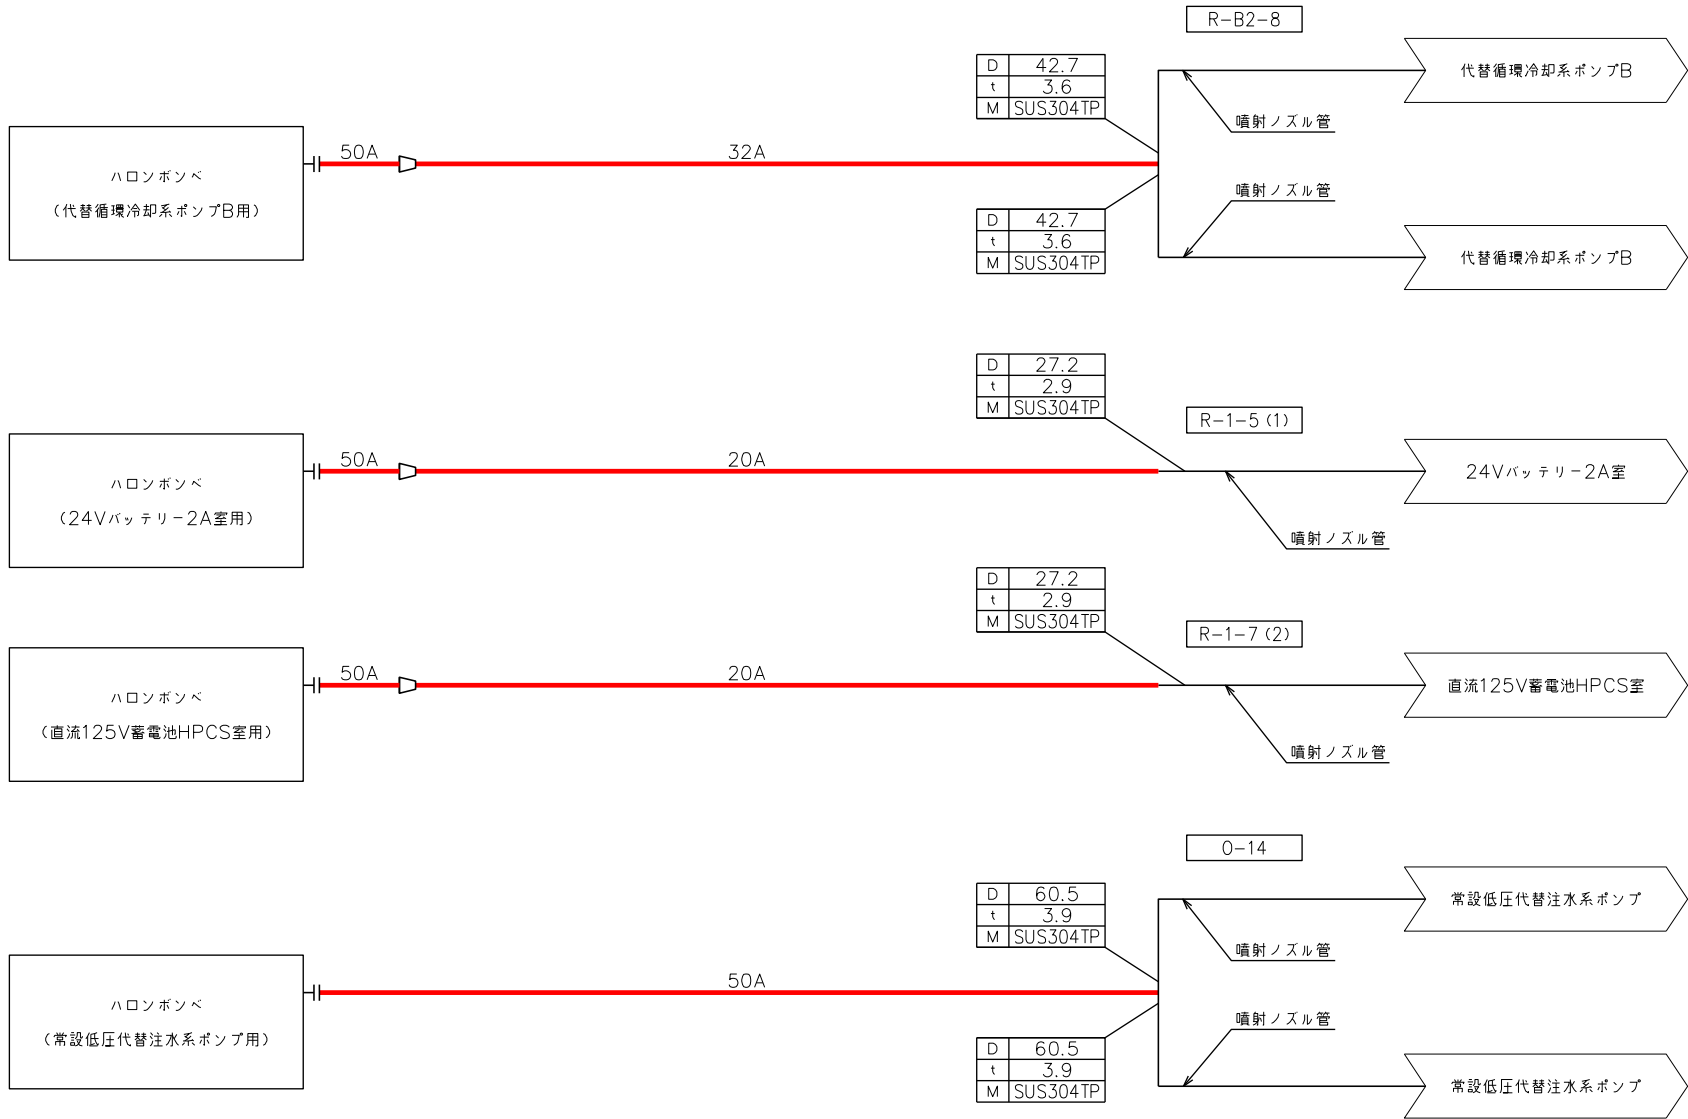 R-B2-8
D 42.7
t 3.6
M SUS304TP
代替循環冷却系ポンプB
噴射ノズル管
50A
32A
ハロンボンベ
(代替循環冷却系ポンプB用)
噴射ノズル管
D 42.7
t 3.6
M SUS304TP
代替循環冷却系ポンプB
D 27.2
t 2.9
M SUS304TP
R-1-5(1)
50A
20A
24Vバッテリー2A室
ハロンボンベ
(24Vバッテリー2A室用)
噴射ノズル管
D 27.2
t 2.9
M SUS304TP
R-1-7(2)
50A
20A
直流125V蓄電池HPCS室
ハロンボンベ
(直流125V蓄電池HPCS室用)
噴射ノズル管
O-14
D 60.5
t 3.9
M SUS304TP
常設低圧代替注水系ポンプ
噴射ノズル管
50A
ハロンボンベ
(常設低圧代替注水系ポンプ用)
噴射ノズル管
D 60.5
t 3.9
M SUS304TP
常設低圧代替注水系ポンプ